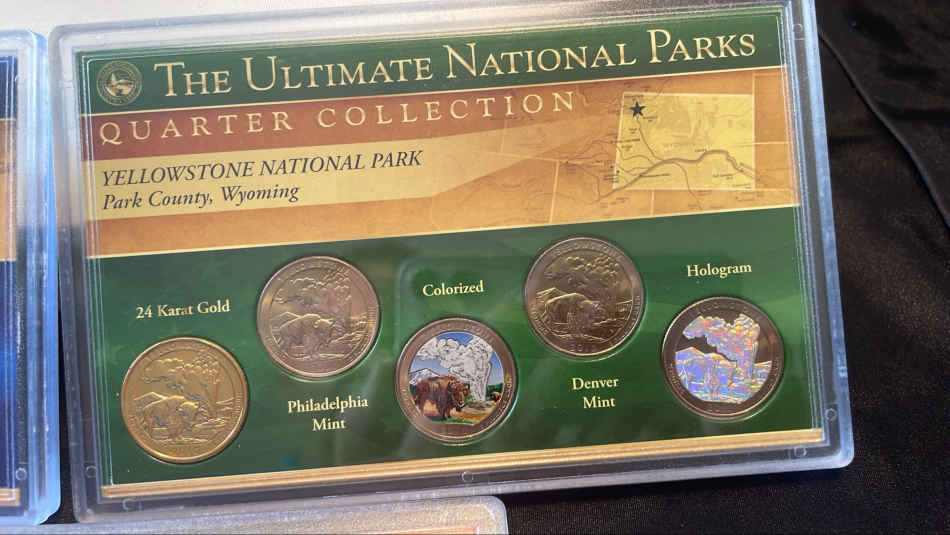 THE ULTIMATE NATIONAL PARKS
QUARTER COLLECTION
YELLOWSTONE NATIONAL PARK
Park County, Wyoming
24 Karat Gold
Philadelphia
Mint
Colorized
Denver
Mint
Hologram